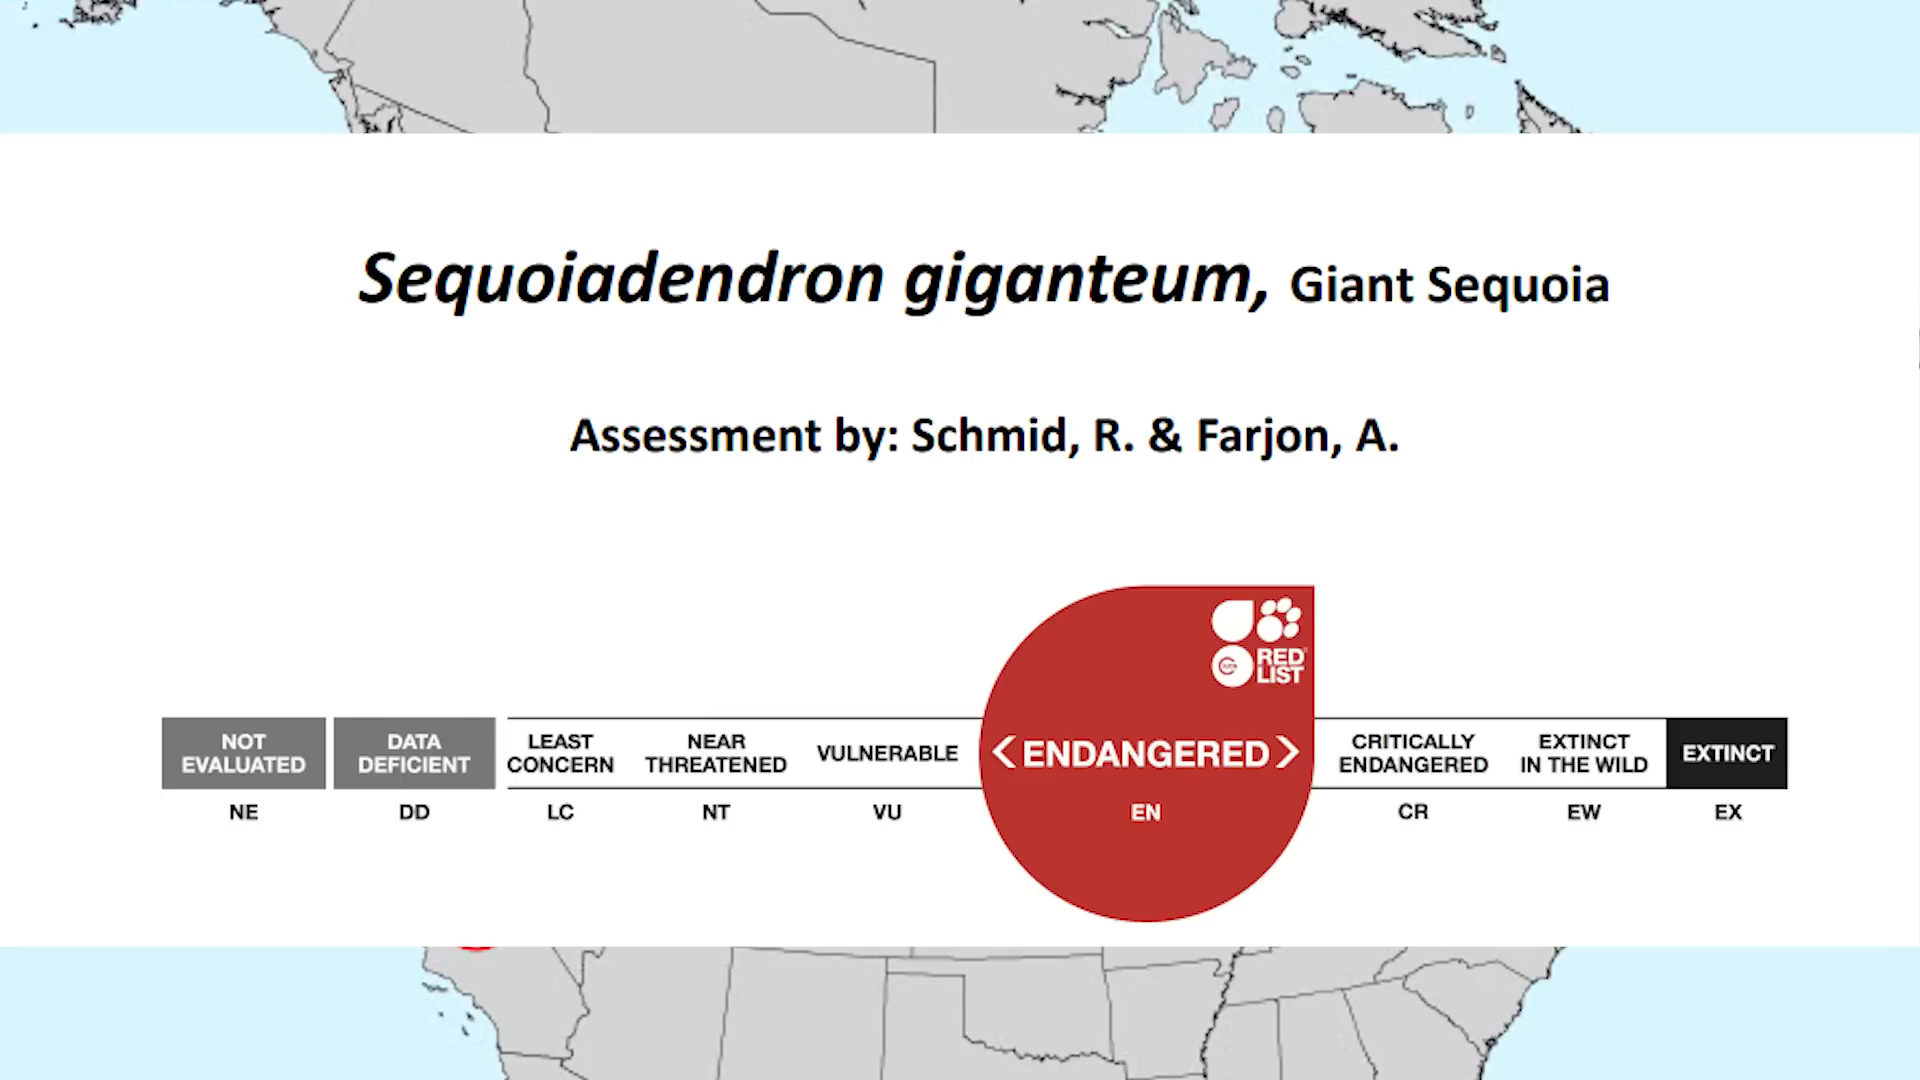 Sequoiadendron giganteum, Giant Sequoia
Assessment by: Schmid, R. & Farjon, A.
RED
LIST
NOT
EVALUATED
DATA
DEFICIENT
LEAST
CONCERN
NEAR
THREATENED
VULNERABLE
<ENDANGERED>
CRITICALLY
ENDANGERED
EXTINCT
IN THE WILD
EXTINCT
NE
DD
LC
NT
VU
EN
CR
EW
EX